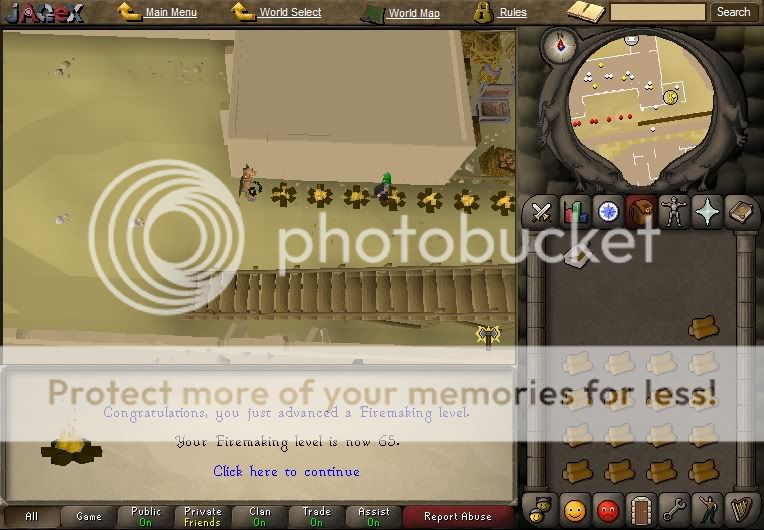 JAGEX Main Menu World Select World Map Rules Search
photobucket
Protect more of your memories for less!
Congratulations, you just advanced a Firemaking level.
Your Firemaking level is now 65.
Click here to continue
All Game Public On Private Friends Clan On Trade On Assist On Report Abuse